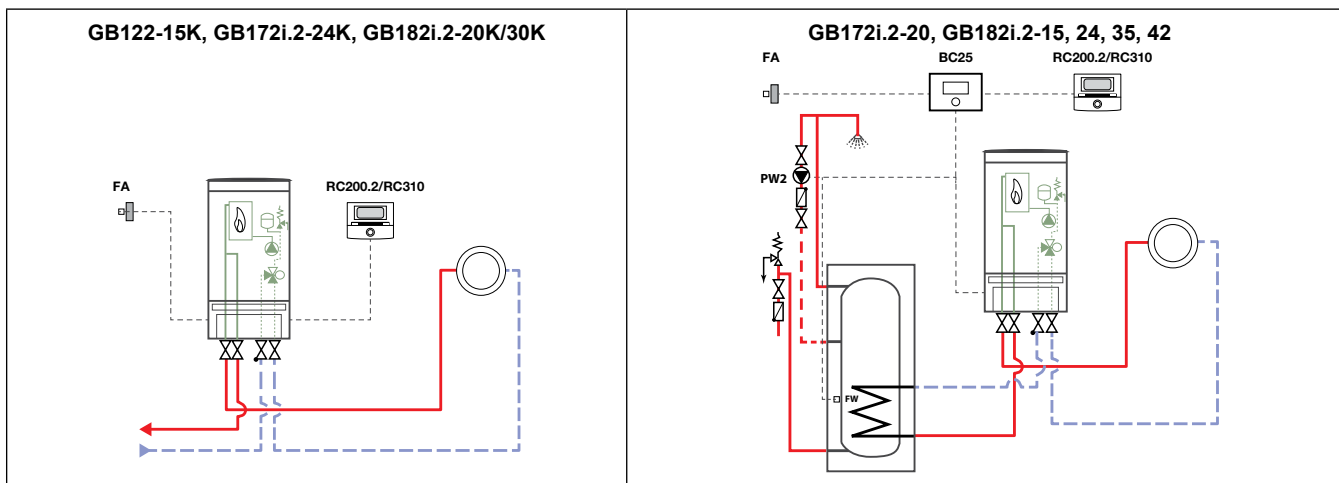 GB122-15K, GB172i.2-24K, GB182i.2-20K/30K
FA
RC200.2/RC310
GB172i.2-20, GB182i.2-15, 24, 35, 42
FA
BC25
RC200.2/RC310
PW2
FW